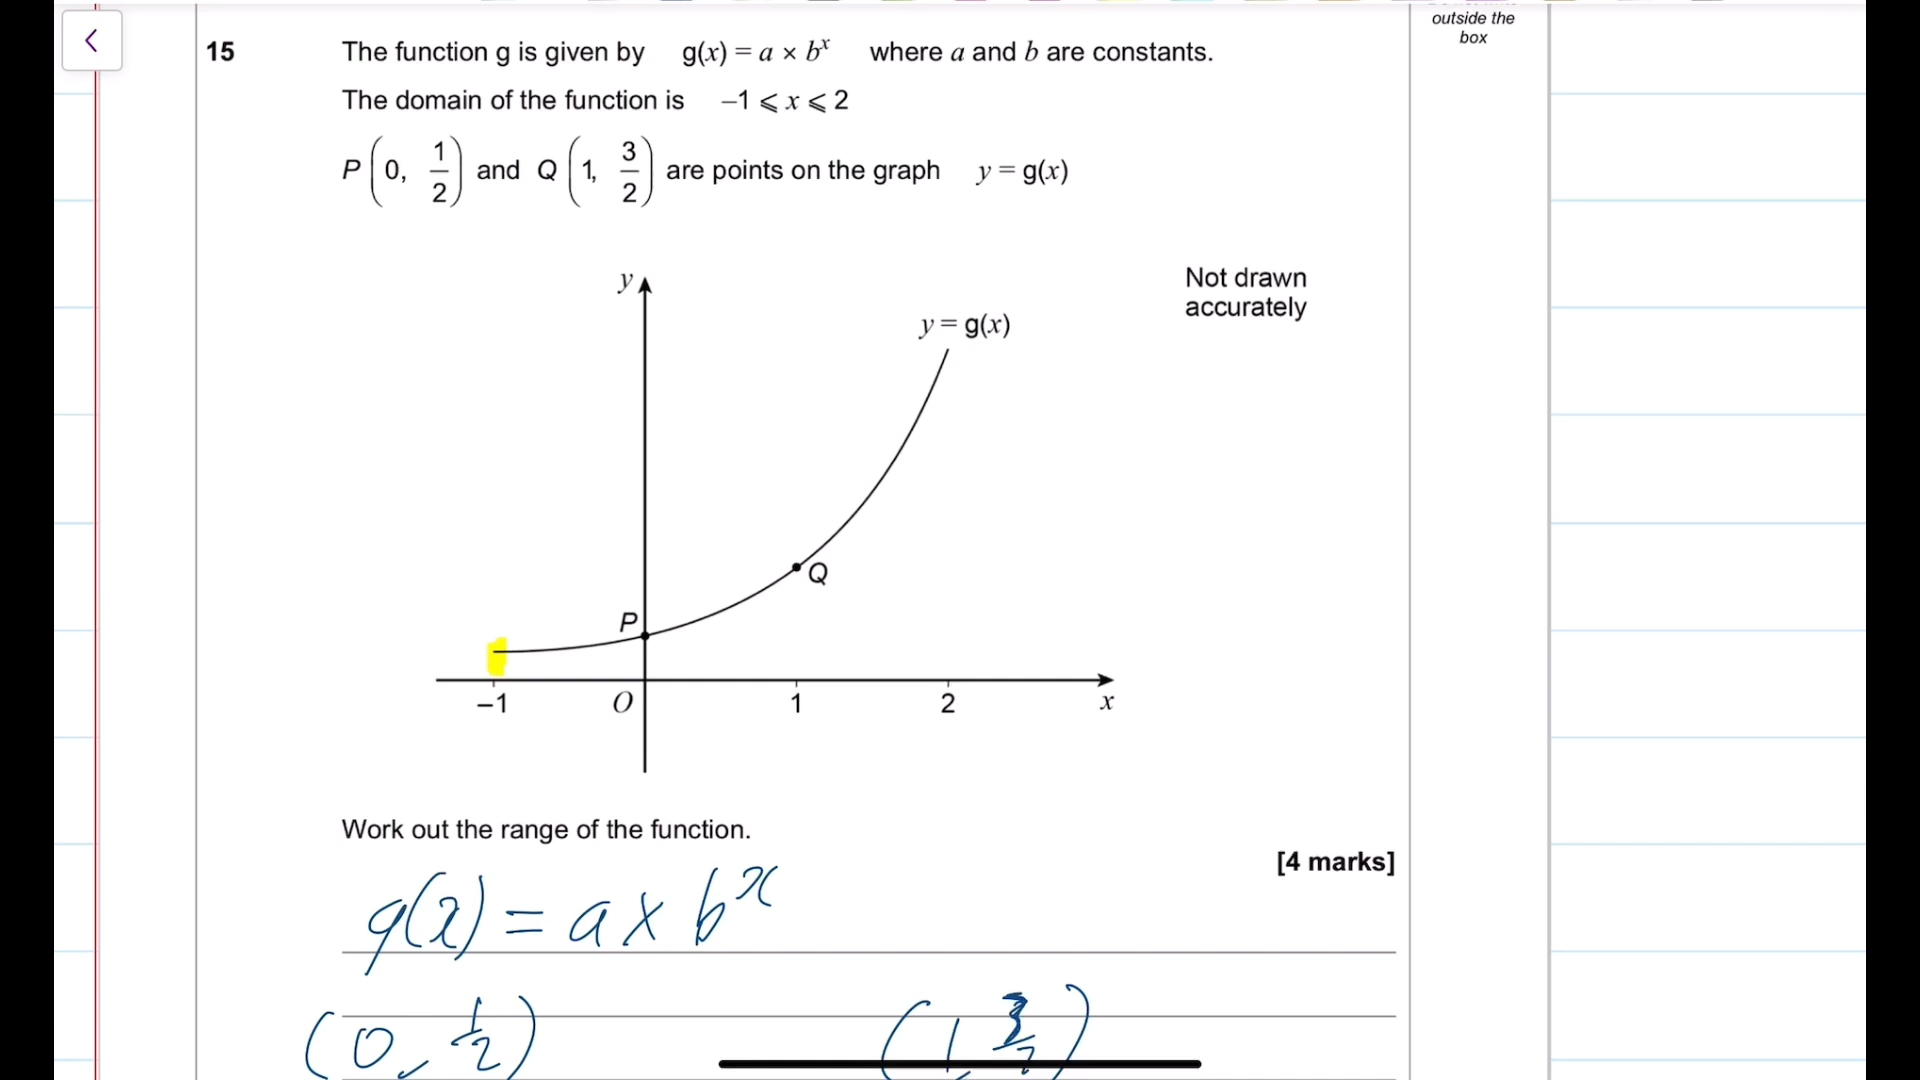 outside the
box
15 The function g is given by g(x) = a × bˣ where a and b are constants.
The domain of the function is –1 ⩽ x ⩽ 2
P(0, 1/2) and Q(1, 3/2) are points on the graph y = g(x)
Not drawn
accurately
y
y = g(x)
Q
P
–1 O 1 2 x
Work out the range of the function.
[4 marks]
g(x) = a × bˣ
(0, 1/2) (1, 3/2)